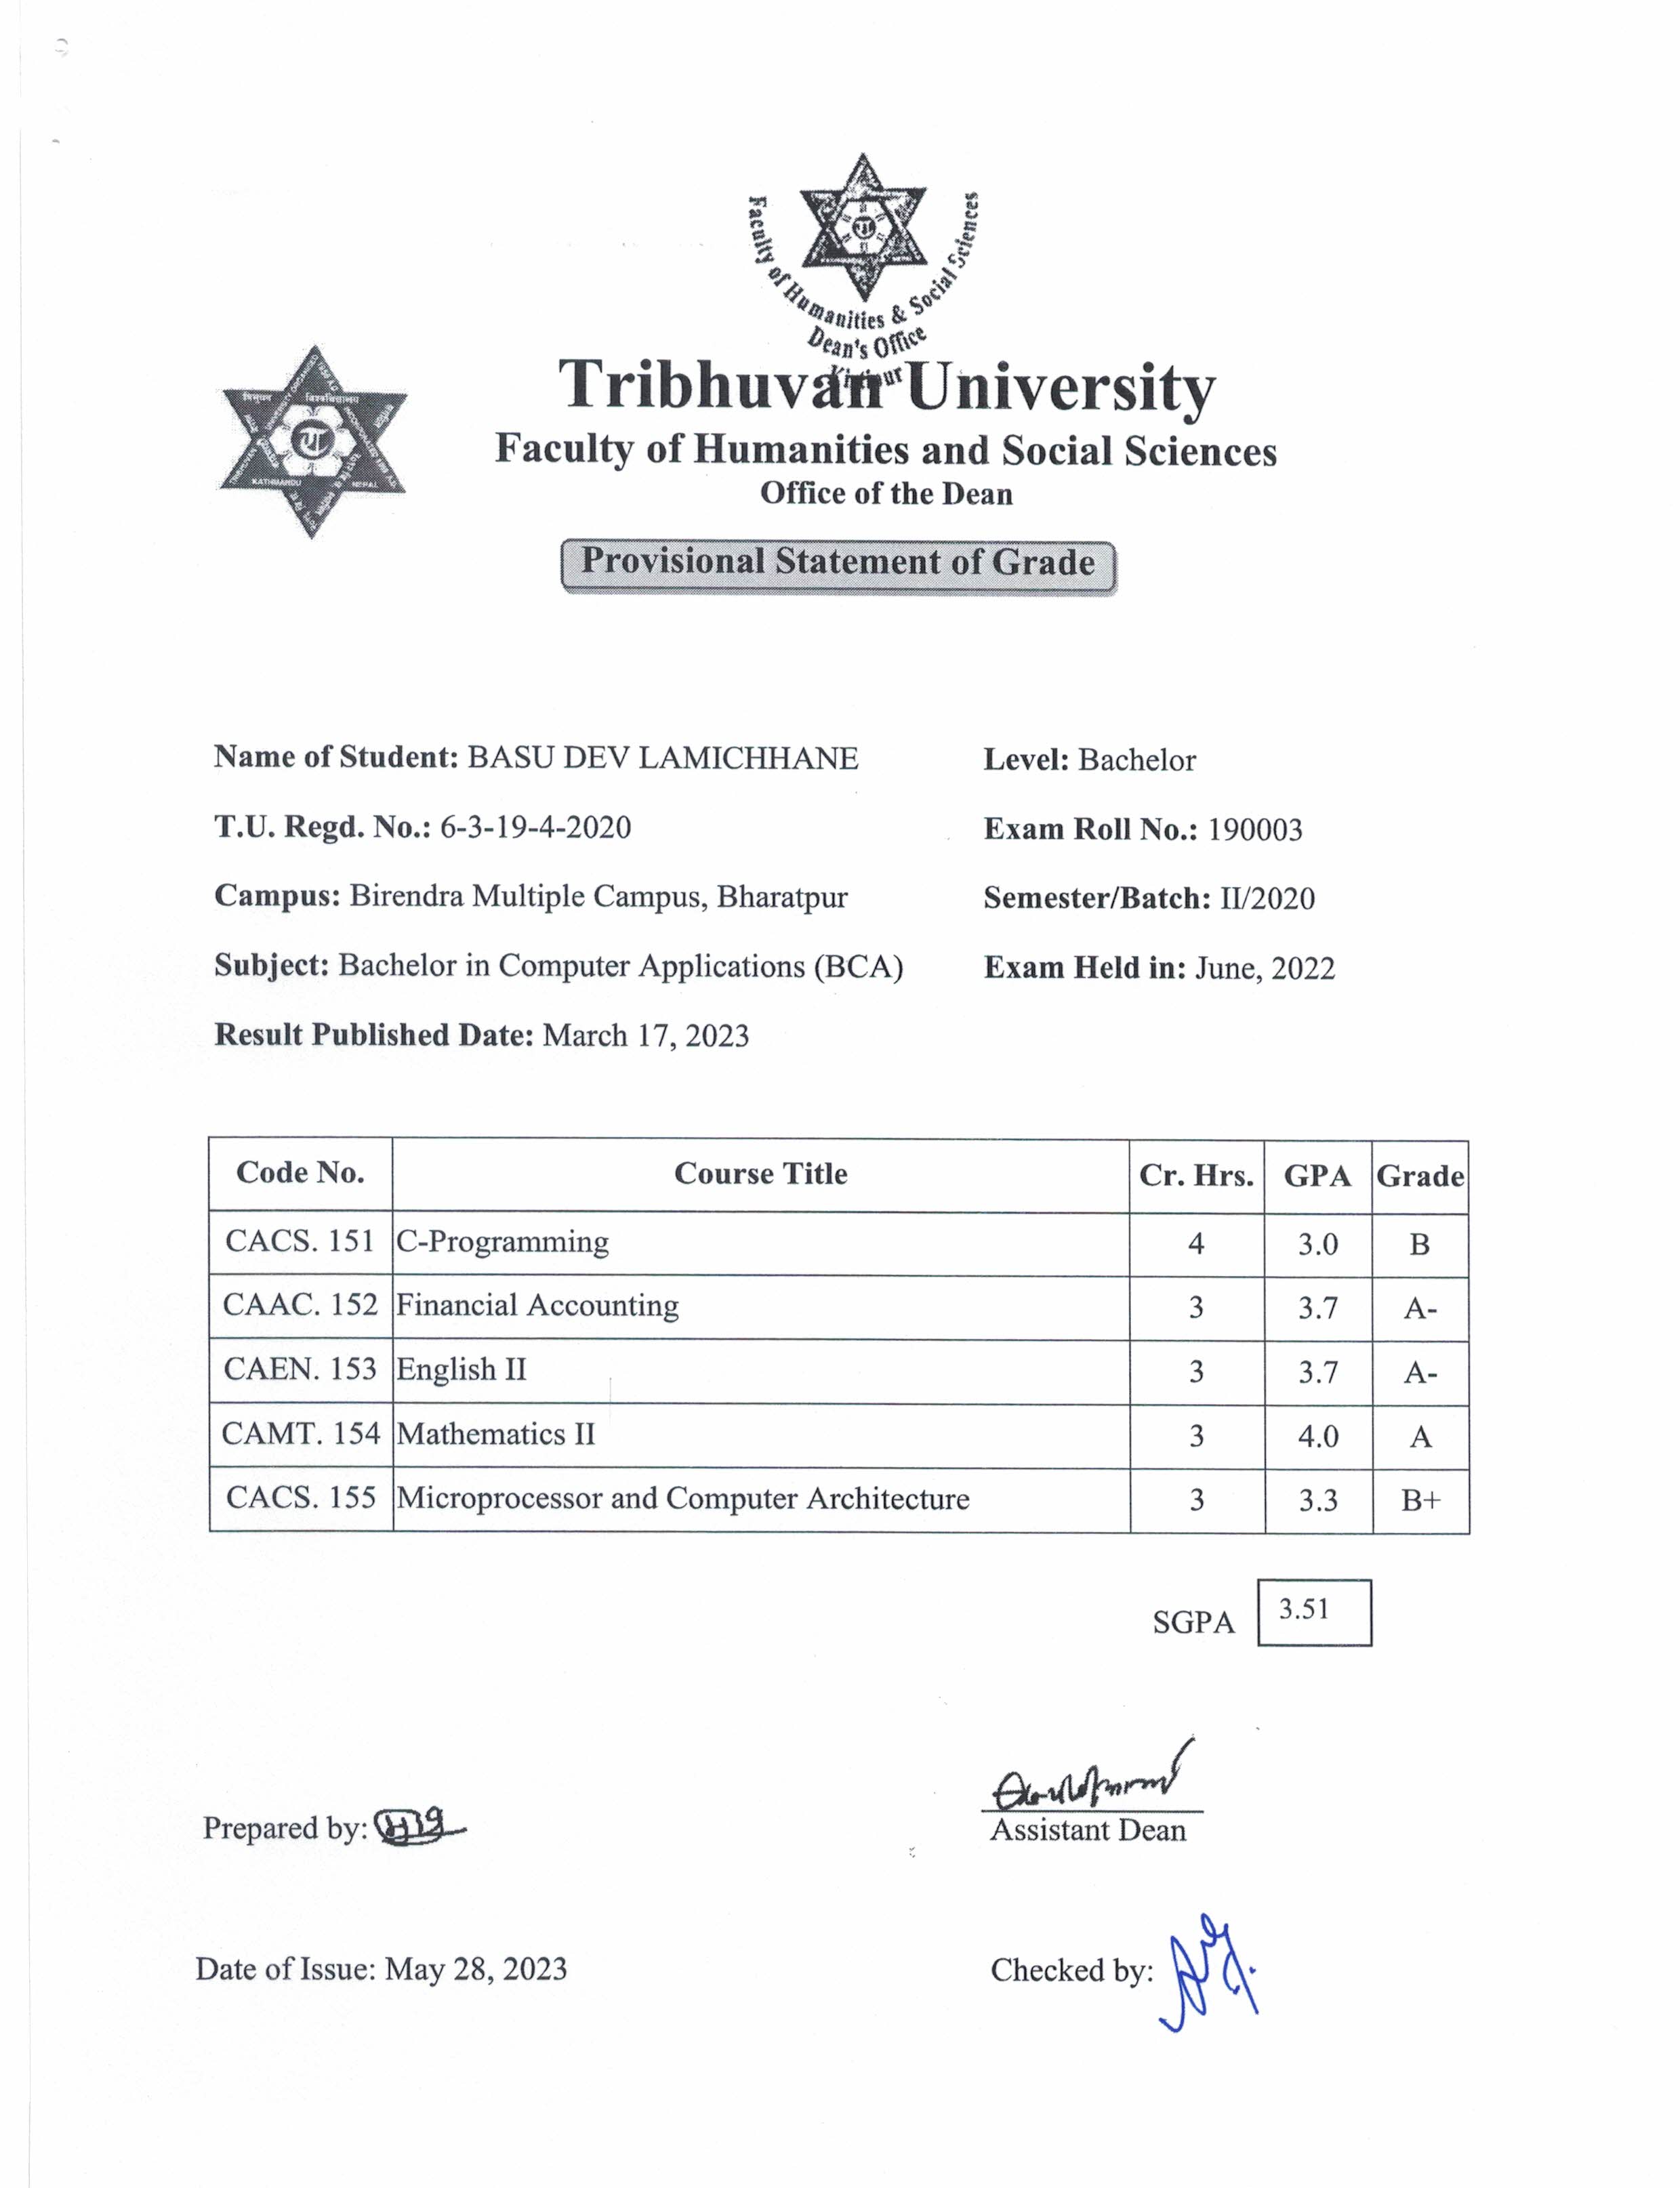 Faculty of Humanities & Social Sciences
Dean's Office
Tribhuvan University
Faculty of Humanities and Social Sciences
Office of the Dean
KATHMANDU NEPAL
Provisional Statement of Grade
Name of Student: BASU DEV LAMICHHANE Level: Bachelor
T.U. Regd. No.: 6-3-19-4-2020 Exam Roll No.: 190003
Campus: Birendra Multiple Campus, Bharatpur Semester/Batch: II/2020
Subject: Bachelor in Computer Applications (BCA) Exam Held in: June, 2022
Result Published Date: March 17, 2023
Code No. Course Title Cr. Hrs. GPA Grade
CACS. 151 C-Programming 4 3.0 B
CAAC. 152 Financial Accounting 3 3.7 A-
CAEN. 153 English II 3 3.7 A-
CAMT. 154 Mathematics II 3 4.0 A
CACS. 155 Microprocessor and Computer Architecture 3 3.3 B+
SGPA 3.51
Prepared by:
Assistant Dean
Date of Issue: May 28, 2023 Checked by: